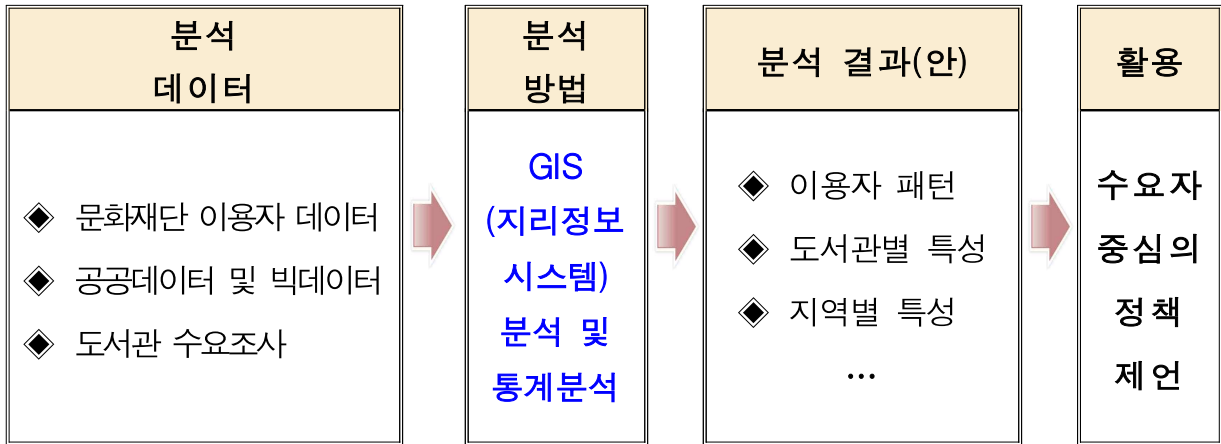 분석
데이터
◈ 문화재단 이용자 데이터
◈ 공공데이터 및 빅데이터
◈ 도서관 수요조사
분석
방법
GIS
(지리정보
시스템)
분석 및
통계분석
분석 결과(안)
◈ 이용자 패턴
◈ 도서관별 특성
◈ 지역별 특성
…
활용
수요자
중심의
정책
제언